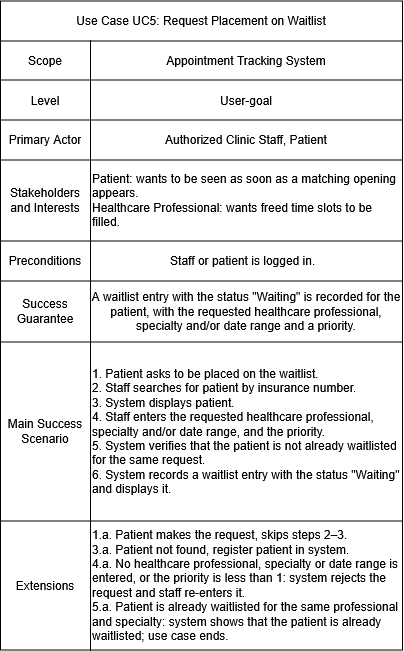 Use Case UC5: Request Placement on Waitlist
Scope
Appointment Tracking System
Level
User-goal
Primary Actor
Authorized Clinic Staff, Patient
Stakeholders
and Interests
Patient: wants to be seen as soon as a matching opening
appears.
Healthcare Professional: wants freed time slots to be
filled.
Preconditions
Staff or patient is logged in.
Success
Guarantee
A waitlist entry with the status "Waiting" is recorded for the
patient, with the requested healthcare professional,
specialty and/or date range and a priority.
Main Success
Scenario
1. Patient asks to be placed on the waitlist.
2. Staff searches for patient by insurance number.
3. System displays patient.
4. Staff enters the requested healthcare professional,
specialty and/or date range, and the priority.
5. System verifies that the patient is not already waitlisted
for the same request.
6. System records a waitlist entry with the status "Waiting"
and displays it.
Extensions
1.a. Patient makes the request, skips steps 2–3.
3.a. Patient not found, register patient in system.
4.a. No healthcare professional, specialty or date range is
entered, or the priority is less than 1: system rejects the
request and staff re-enters it.
5.a. Patient is already waitlisted for the same professional
and specialty: system shows that the patient is already
waitlisted; use case ends.